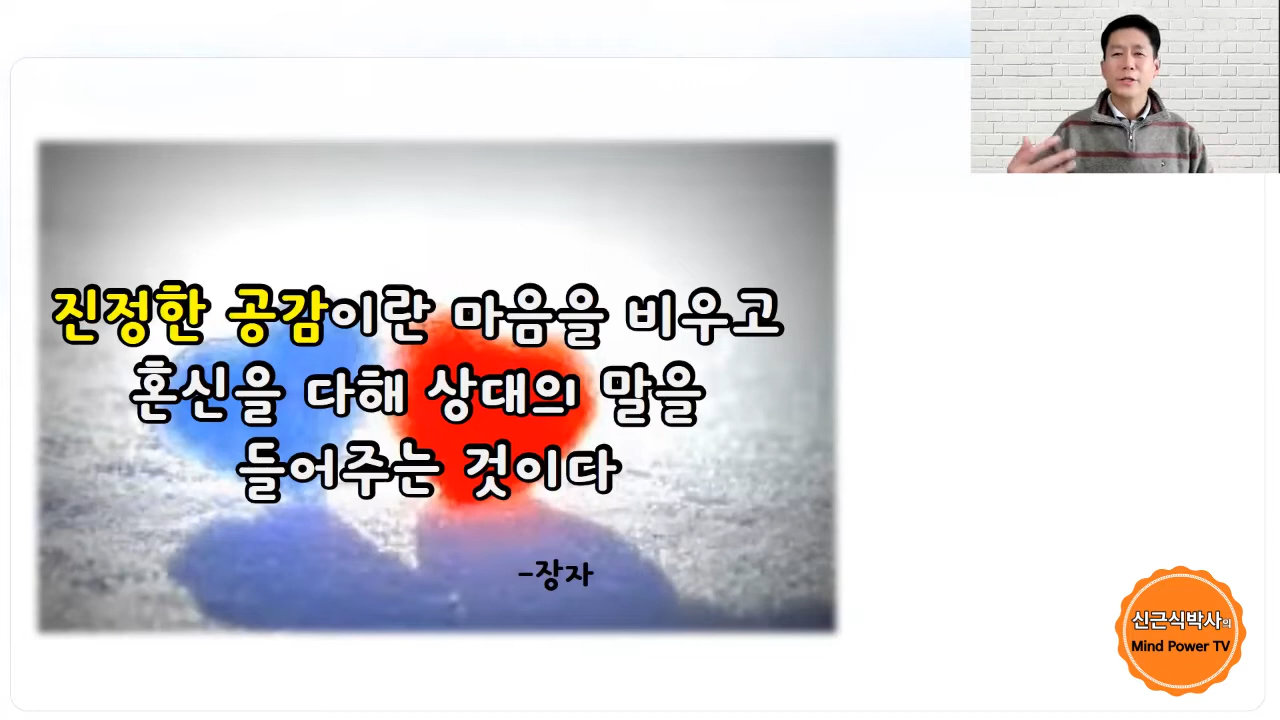 진정한 공감이란 마음을 비우고
혼신을 다해 상대의 말을
들어주는 것이다
-장자
신근식박사의
Mind Power TV